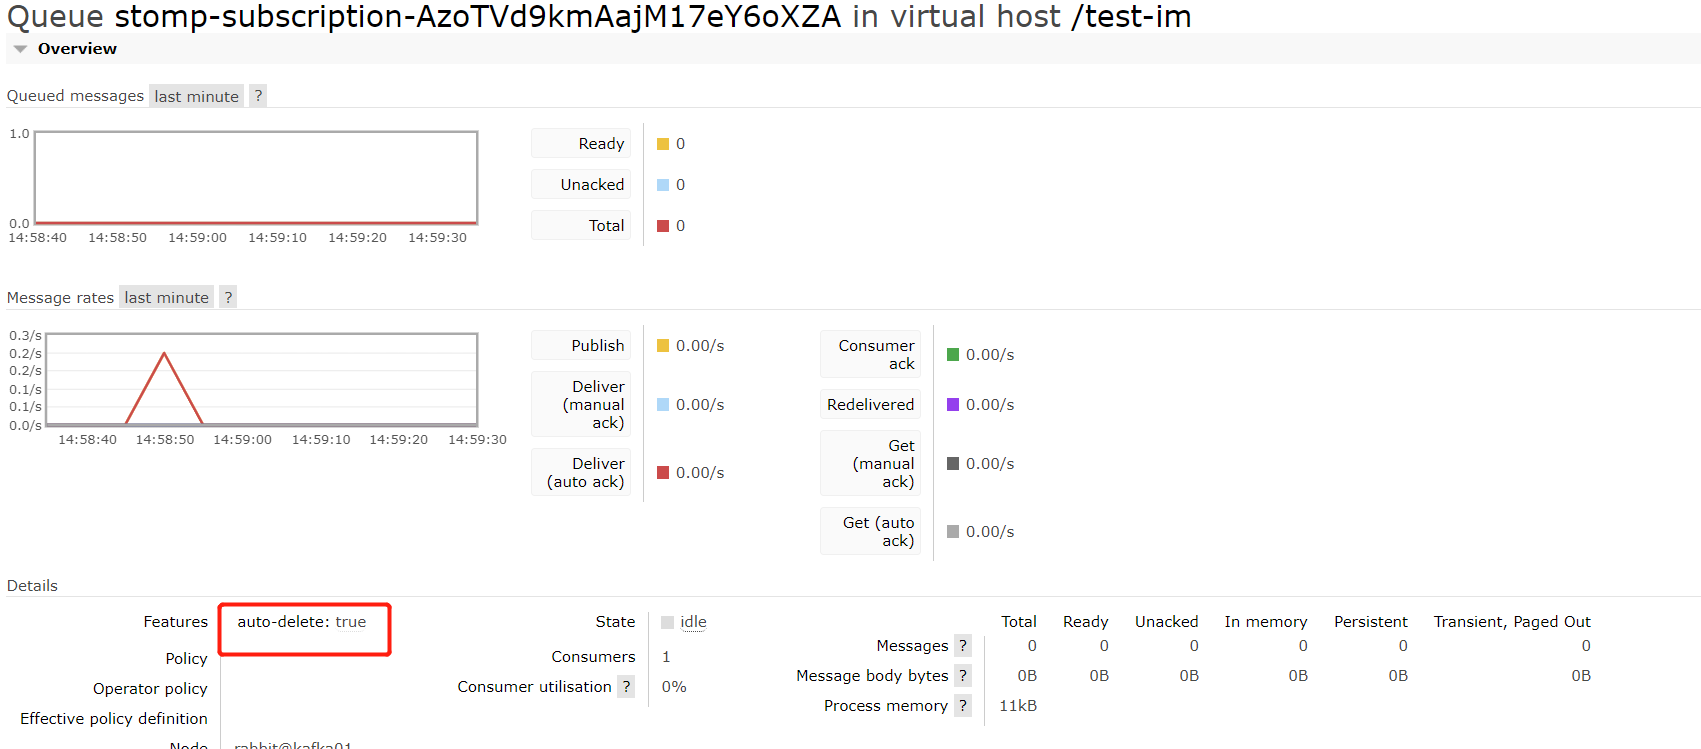 Queue stomp-subscription-AzoTVd9kmAajM17eY6oXZA in virtual host /test-im
Overview
Queued messages last minute ?
1.0
0.0
14:58:40 14:58:50 14:59:00 14:59:10 14:59:20 14:59:30
Ready 0
Unacked 0
Total 0
Message rates last minute ?
0.3/s
0.2/s
0.2/s
0.1/s
0.1/s
0.0/s
14:58:40 14:58:50 14:59:00 14:59:10 14:59:20 14:59:30
Publish 0.00/s
Deliver
(manual 0.00/s
ack)
Deliver
(auto ack) 0.00/s
Consumer
ack 0.00/s
Redelivered 0.00/s
Get
(manual 0.00/s
ack)
Get (auto
ack) 0.00/s
Details
Features auto-delete: true
Policy
Operator policy
Effective policy definition
Node rabbit@kafka01
State idle
Consumers 1
Consumer utilisation ? 0%
Total Ready Unacked In memory Persistent Transient, Paged Out
Messages ? 0 0 0 0 0 0
Message body bytes ? 0B 0B 0B 0B 0B 0B
Process memory ? 11kB